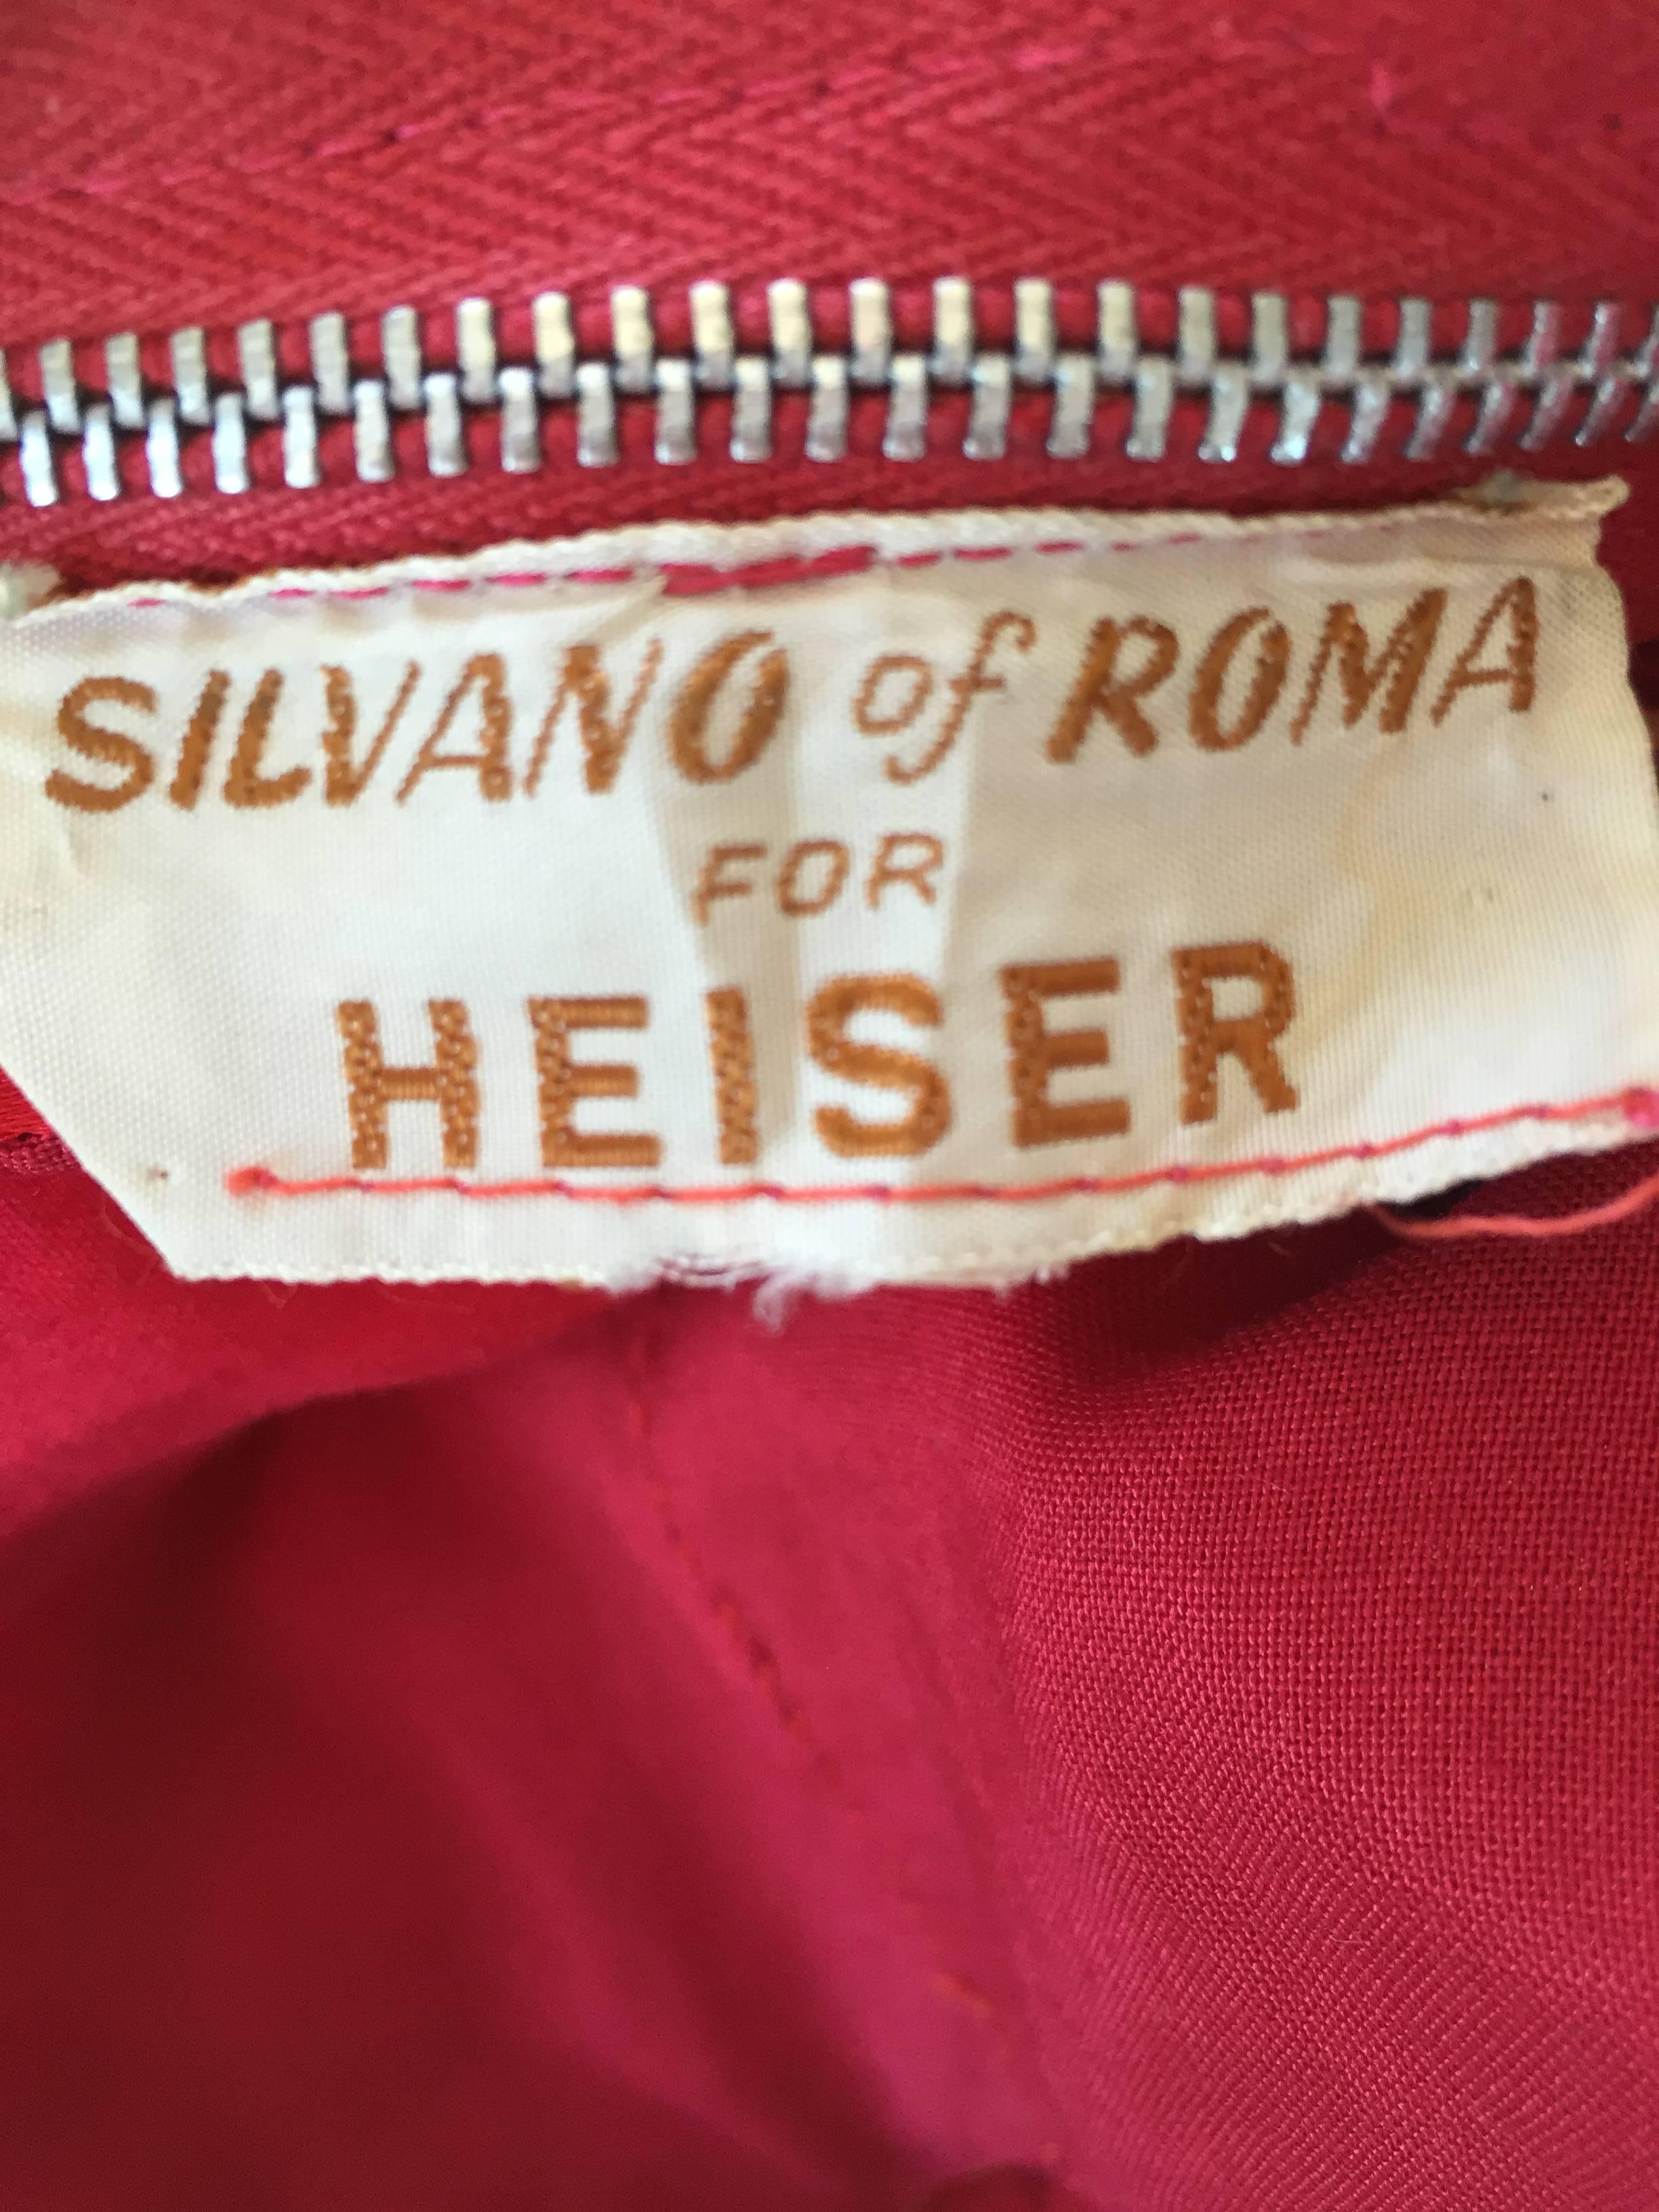 SILVANO of ROMA
FOR
HEISER